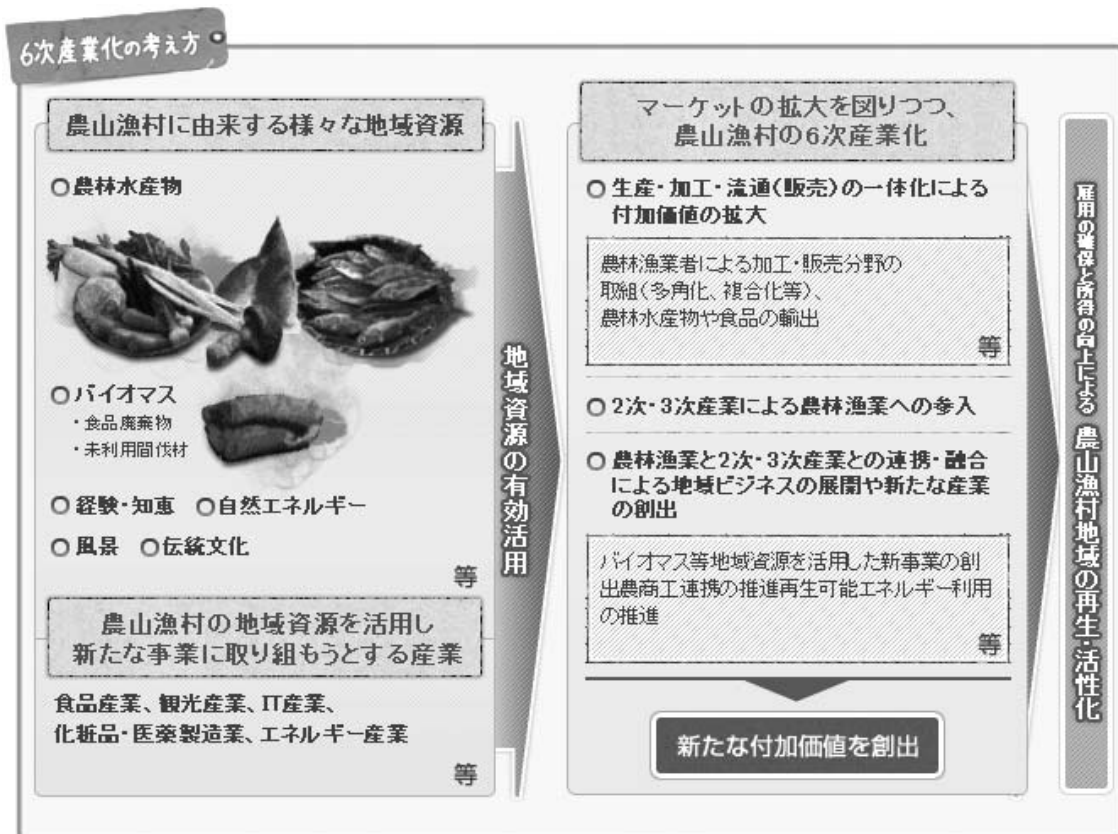 6次産業化の考え方
農山漁村に由来する様々な地域資源
農林水産物
バイオマス
・食品廃棄物
・未利用間伐材
経験・知恵 自然エネルギー
風景 伝統文化
等
農山漁村の地域資源を活用し
新たな事業に取り組もうとする産業
食品産業、観光産業、IT産業、
化粧品・医薬製造業、エネルギー産業
等
地域資源の有効活用
マーケットの拡大を図りつつ、
農山漁村の6次産業化
生産・加工・流通(販売)の一体化による
付加価値の拡大
農林漁業者による加工・販売分野の
取組(多角化、複合化等)、
農林水産物や食品の輸出
等
2次・3次産業による農林漁業への参入
農林漁業と2次・3次産業との連携・融合
による地域ビジネスの展開や新たな産業
の創出
バイオマス等地域資源を活用した新事業の創
出農商工連携の推進再生可能エネルギー利用
の推進
等
新たな付加価値を創出
雇用の確保と所得の向上による 農山漁村地域の再生・活性化